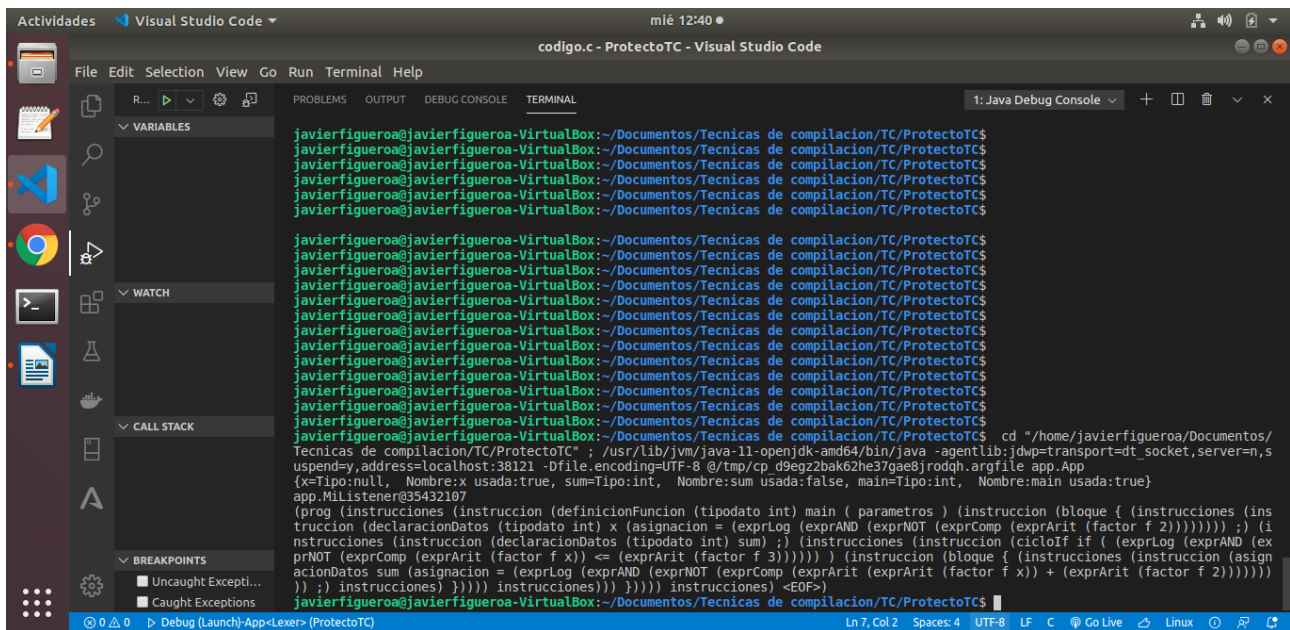 Actividades Visual Studio Code mié 12:40
codigo.c - ProtectoTC - Visual Studio Code
File Edit Selection View Go Run Terminal Help
R... PROBLEMS OUTPUT DEBUG CONSOLE TERMINAL 1: Java Debug Console
VARIABLES
javierfigueroa@javierfigueroa-VirtualBox:~/Documentos/Tecnicas de compilacion/TC/ProtectoTC$
javierfigueroa@javierfigueroa-VirtualBox:~/Documentos/Tecnicas de compilacion/TC/ProtectoTC$
javierfigueroa@javierfigueroa-VirtualBox:~/Documentos/Tecnicas de compilacion/TC/ProtectoTC$
javierfigueroa@javierfigueroa-VirtualBox:~/Documentos/Tecnicas de compilacion/TC/ProtectoTC$
javierfigueroa@javierfigueroa-VirtualBox:~/Documentos/Tecnicas de compilacion/TC/ProtectoTC$
javierfigueroa@javierfigueroa-VirtualBox:~/Documentos/Tecnicas de compilacion/TC/ProtectoTC$
javierfigueroa@javierfigueroa-VirtualBox:~/Documentos/Tecnicas de compilacion/TC/ProtectoTC$
javierfigueroa@javierfigueroa-VirtualBox:~/Documentos/Tecnicas de compilacion/TC/ProtectoTC$
javierfigueroa@javierfigueroa-VirtualBox:~/Documentos/Tecnicas de compilacion/TC/ProtectoTC$
javierfigueroa@javierfigueroa-VirtualBox:~/Documentos/Tecnicas de compilacion/TC/ProtectoTC$
WATCH
javierfigueroa@javierfigueroa-VirtualBox:~/Documentos/Tecnicas de compilacion/TC/ProtectoTC$
javierfigueroa@javierfigueroa-VirtualBox:~/Documentos/Tecnicas de compilacion/TC/ProtectoTC$
javierfigueroa@javierfigueroa-VirtualBox:~/Documentos/Tecnicas de compilacion/TC/ProtectoTC$
javierfigueroa@javierfigueroa-VirtualBox:~/Documentos/Tecnicas de compilacion/TC/ProtectoTC$
javierfigueroa@javierfigueroa-VirtualBox:~/Documentos/Tecnicas de compilacion/TC/ProtectoTC$
javierfigueroa@javierfigueroa-VirtualBox:~/Documentos/Tecnicas de compilacion/TC/ProtectoTC$
javierfigueroa@javierfigueroa-VirtualBox:~/Documentos/Tecnicas de compilacion/TC/ProtectoTC$
javierfigueroa@javierfigueroa-VirtualBox:~/Documentos/Tecnicas de compilacion/TC/ProtectoTC$
javierfigueroa@javierfigueroa-VirtualBox:~/Documentos/Tecnicas de compilacion/TC/ProtectoTC$
CALL STACK
javierfigueroa@javierfigueroa-VirtualBox:~/Documentos/Tecnicas de compilacion/TC/ProtectoTC$ cd "/home/javierfigueroa/Documentos/
Tecnicas de compilacion/TC/ProtectoTC" ; /usr/lib/jvm/java-11-openjdk-amd64/bin/java -agentlib:jdwp=transport=dt_socket,server=n,s
uspend=y,address=localhost:38121 -Dfile.encoding=UTF-8 @/tmp/cp_d9egz2bak62he37gae8jrodqh.argfile app.App
{x=Tipo:null, Nombre:x usada:true, sum=Tipo:int, Nombre:sum usada:false, main=Tipo:int, Nombre:main usada:true}
app.MiListener@35432107
(prog (instrucciones (instruccion (definicionFuncion (tipodato int) main ( parametros ) (instruccion (bloque { (instrucciones (ins
truccion (declaracionDatos (tipodato int) x (asignacion = (exprLog (exprAND (exprNOT (exprComp (exprArit (factor f 2)))))))) ;) (i
nstrucciones (instruccion (declaracionDatos (tipodato int) sum) ;) (instrucciones (instruccion (cicloIf if ( (exprLog (exprAND (ex
prNOT (exprComp (exprArit (factor f x)) <= (exprArit (factor f 3)))))) ) (instruccion (bloque { (instrucciones (instruccion (asign
acionDatos sum (asignacion = (exprLog (exprAND (exprNOT (exprComp (exprArit (exprArit (factor f x)) + (exprArit (factor f 2)))))))
)) ;) instrucciones) })))) instrucciones))) })))) instrucciones) <EOF>)
javierfigueroa@javierfigueroa-VirtualBox:~/Documentos/Tecnicas de compilacion/TC/ProtectoTC$
BREAKPOINTS
Uncaught Excepti...
Caught Exceptions
0 0 Debug (Launch)-App<Lexer> (ProtectoTC) Ln 7, Col 2 Spaces: 4 UTF-8 LF C Go Live Linux